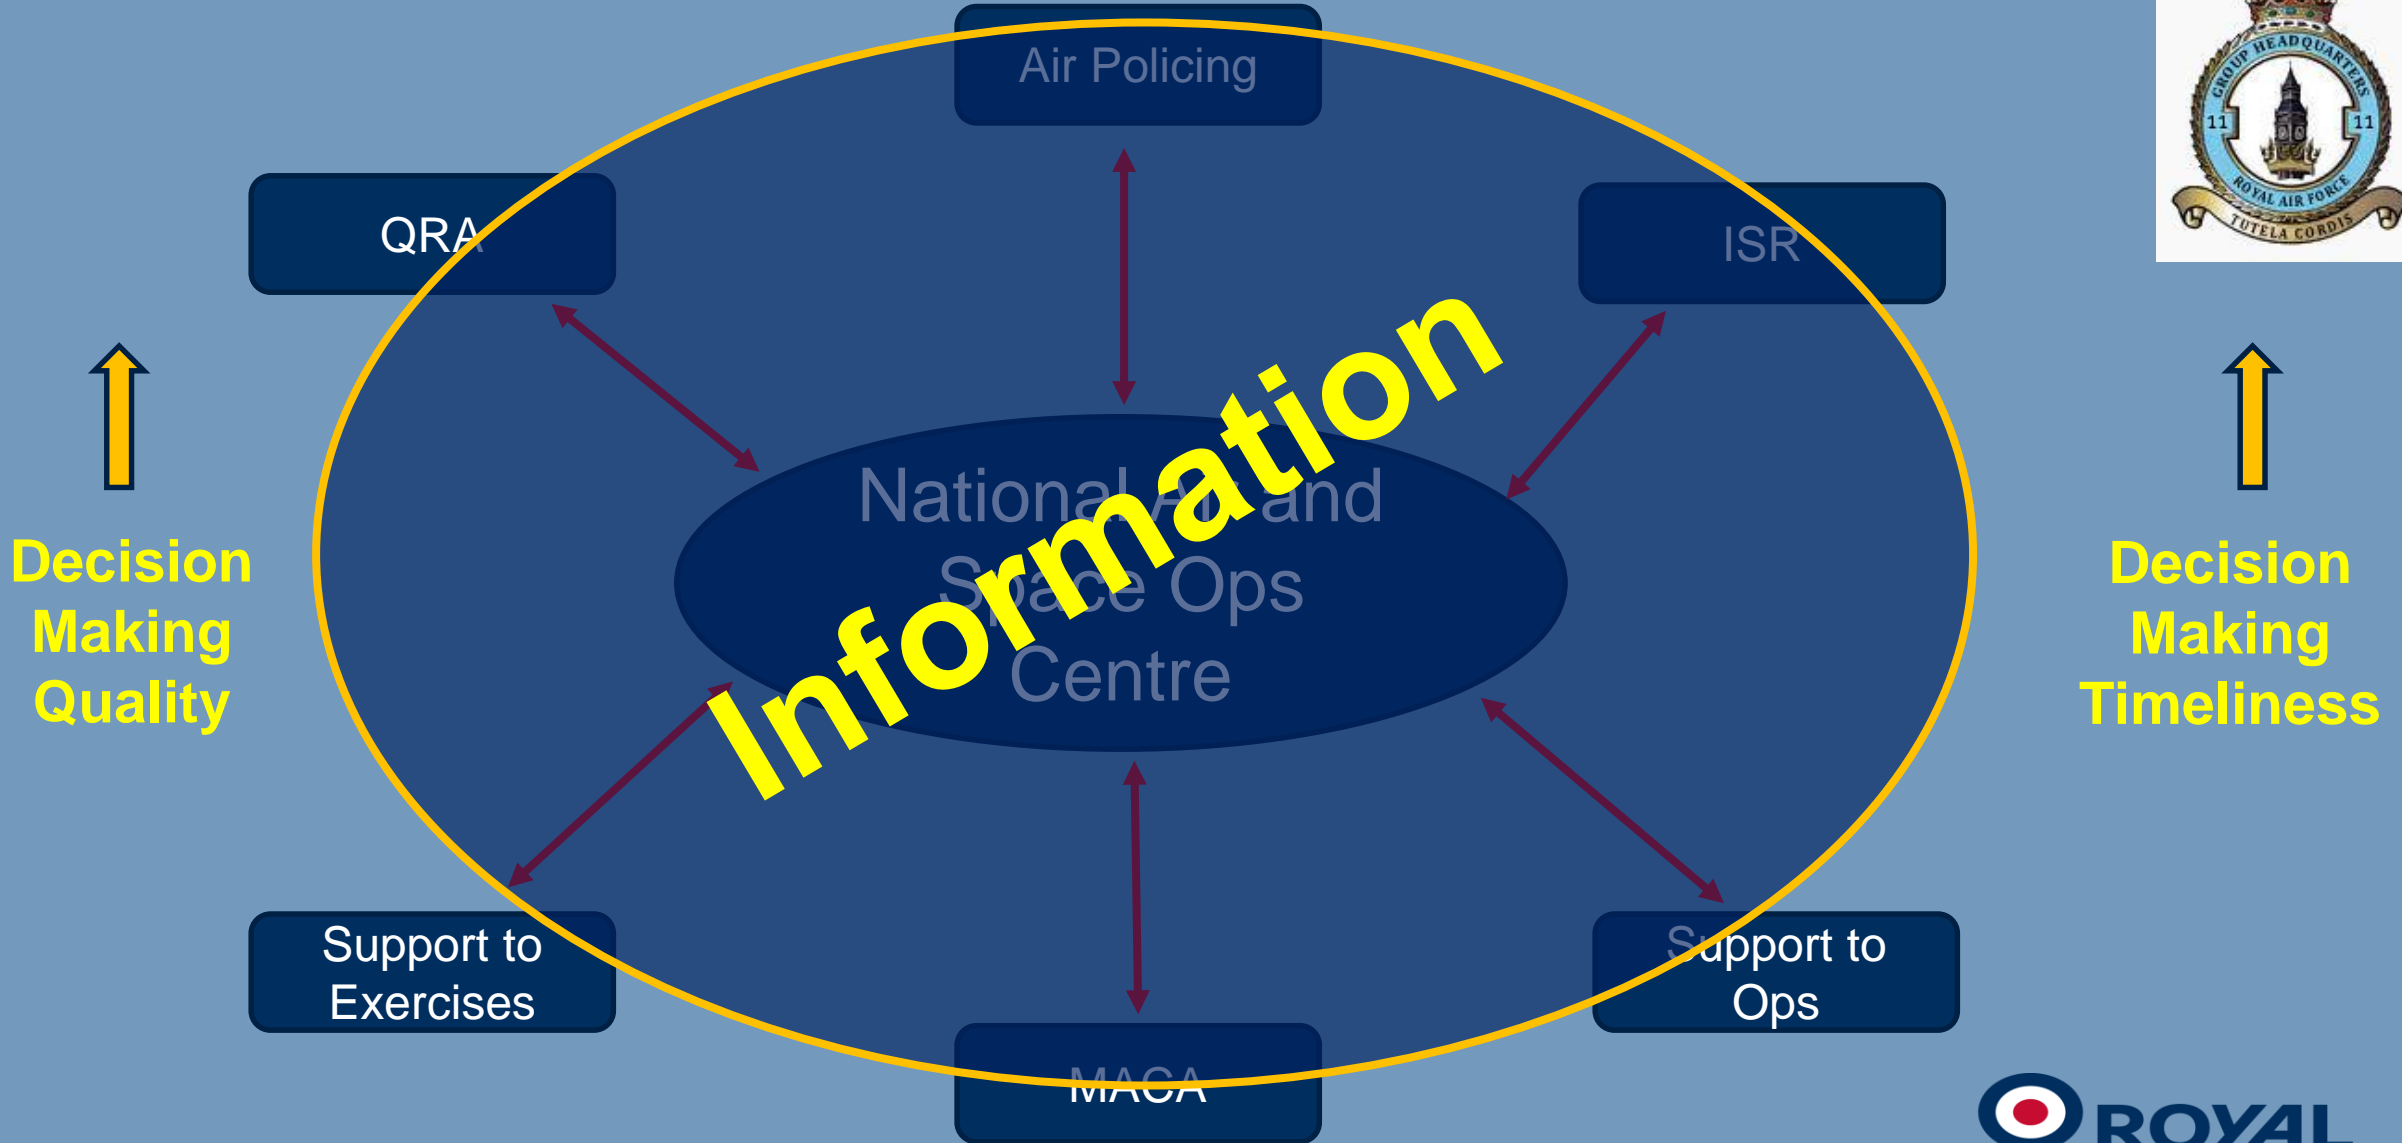 Air Policing
GROUP HEADQUARTERS
11
11
ROYAL AIR FORCE
TUTELA CORDIS
QRA
ISR
Information
National Air and
Space Ops
Centre
Decision
Making
Quality
Decision
Making
Timeliness
Support to
Exercises
Support to
Ops
MACA
ROYAL